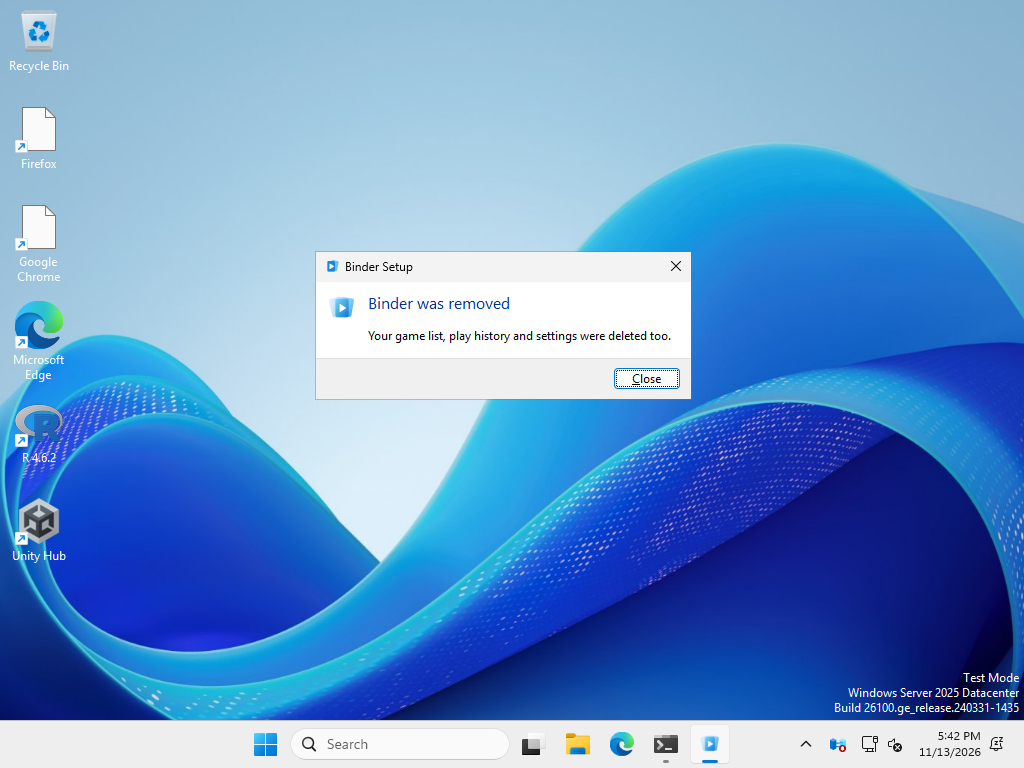 Recycle Bin
Firefox
Google
Chrome
Microsoft
Edge
R 4.6.2
Unity Hub
Binder Setup
Binder was removed
Your game list, play history and settings were deleted too.
Close
Test Mode
Windows Server 2025 Datacenter
Build 26100.ge_release.240331-1435
Search
5:42 PM
11/13/2026